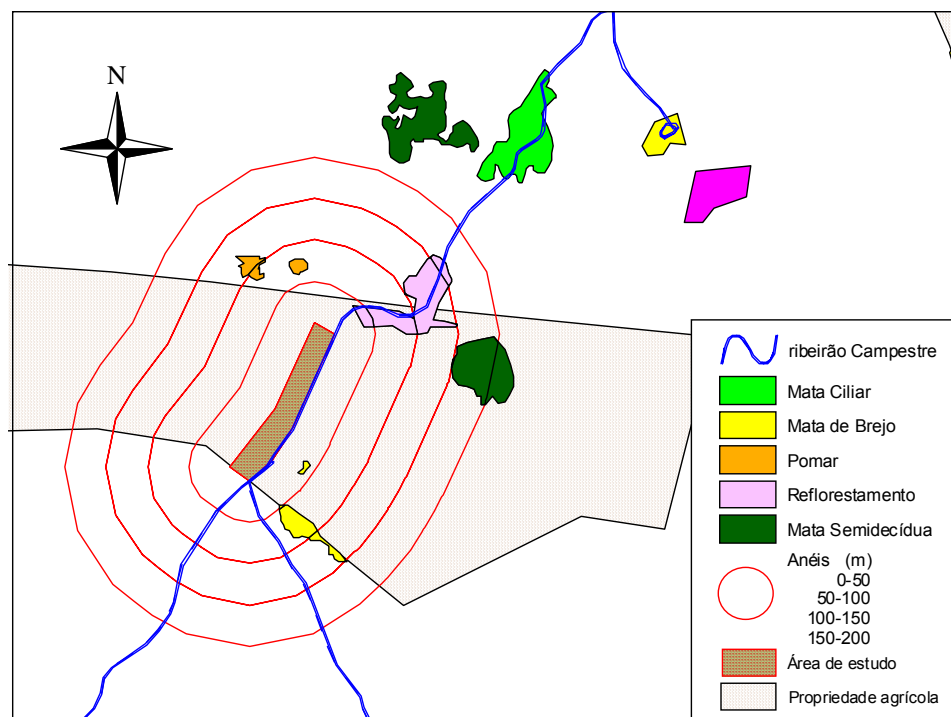 N
ribeirão Campestre
Mata Ciliar
Mata de Brejo
Pomar
Reflorestamento
Mata Semidecídua
Anéis (m)
0-50
50-100
100-150
150-200
Área de estudo
Propriedade agrícola